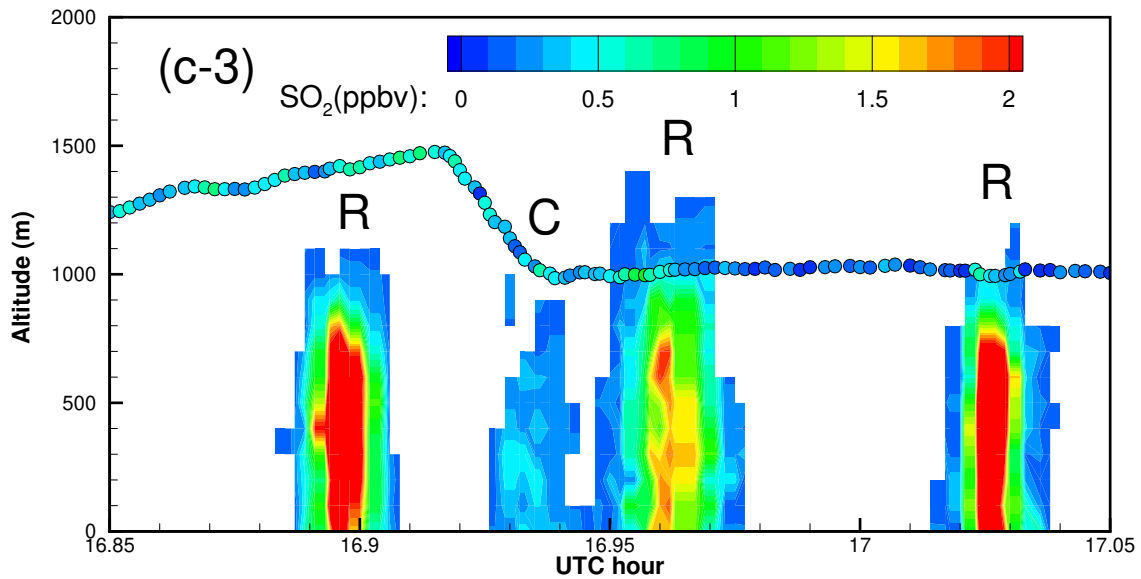 2000
(c-3)
SO₂(ppbv): 0 0.5 1 1.5 2
1500
R
R
R
C
1000
Altitude (m)
500
0
16.85 16.9 16.95 17 17.05
UTC hour